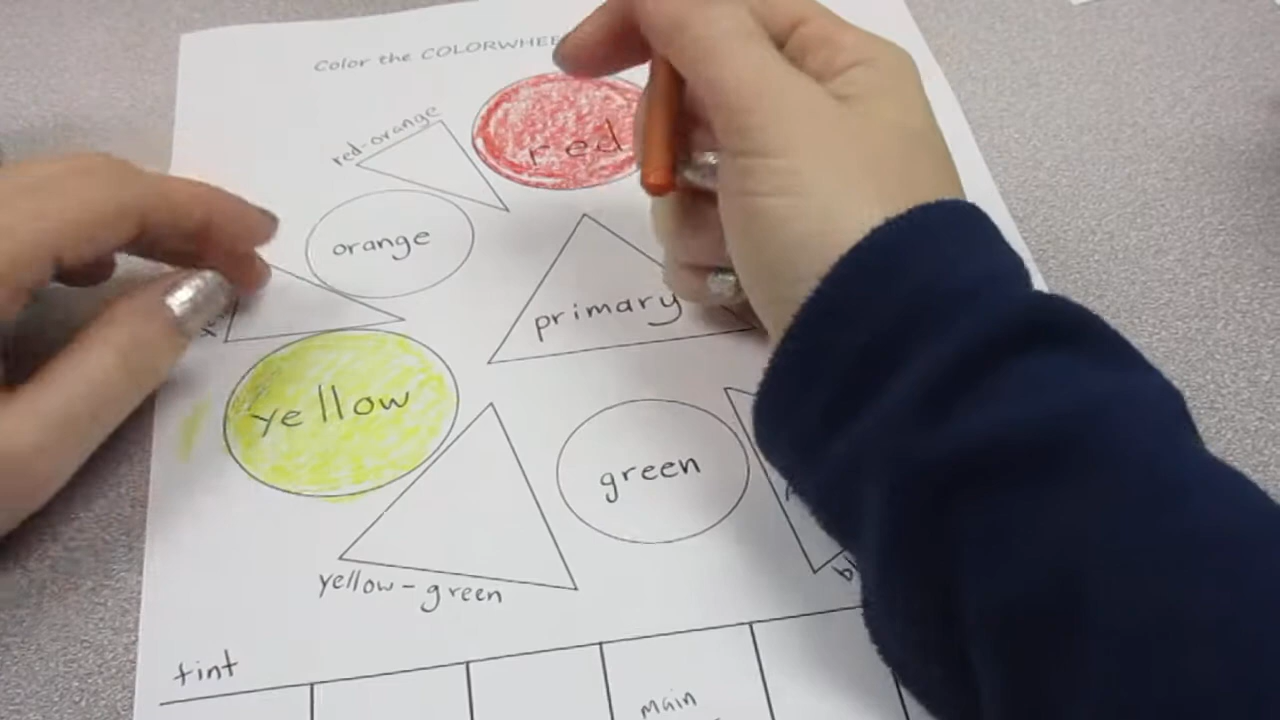 Color the COLORWHEE
red-orange
red
orange
primary
yellow
green
yellow-green
tint
main